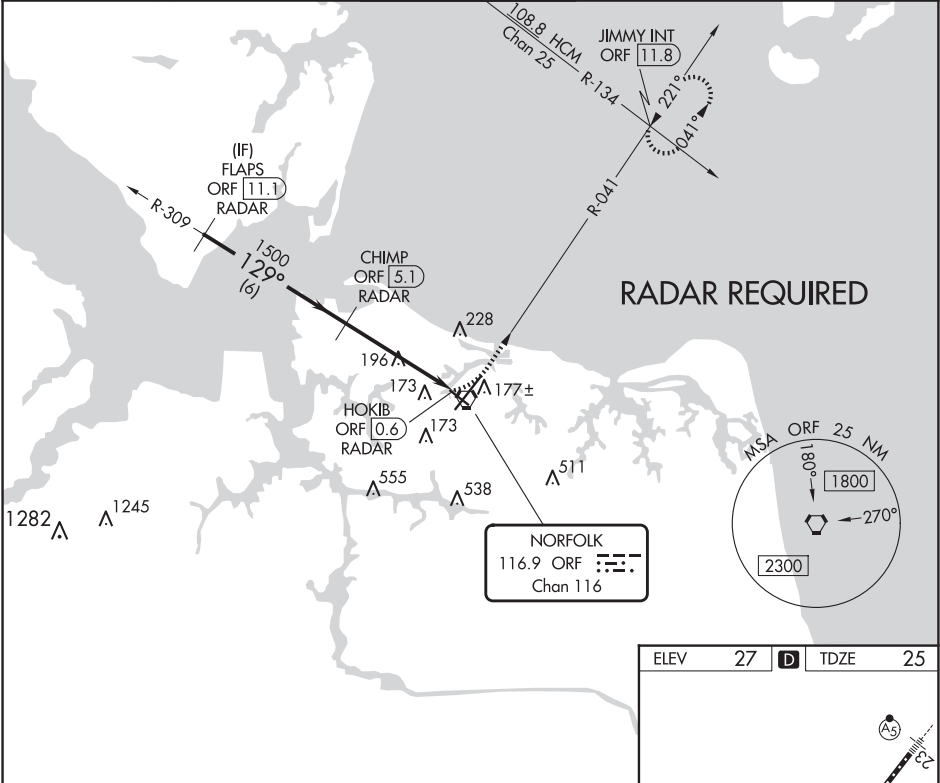 108.8 HCM
Chan 25
R-134
JIMMY INT
ORF 11.8
221°
041°
(IF)
FLAPS
ORF 11.1
RADAR
R-309
1500
129°
(6)
R-041
CHIMP
ORF 5.1
RADAR
RADAR REQUIRED
228
196
173
177±
HOKIB
ORF 0.6
RADAR
173
555
538
511
1282
1245
MSA ORF 25 NM
180°
1800
270°
2300
NORFOLK
116.9 ORF
Chan 116
ELEV 27 D TDZE 25
A5
23